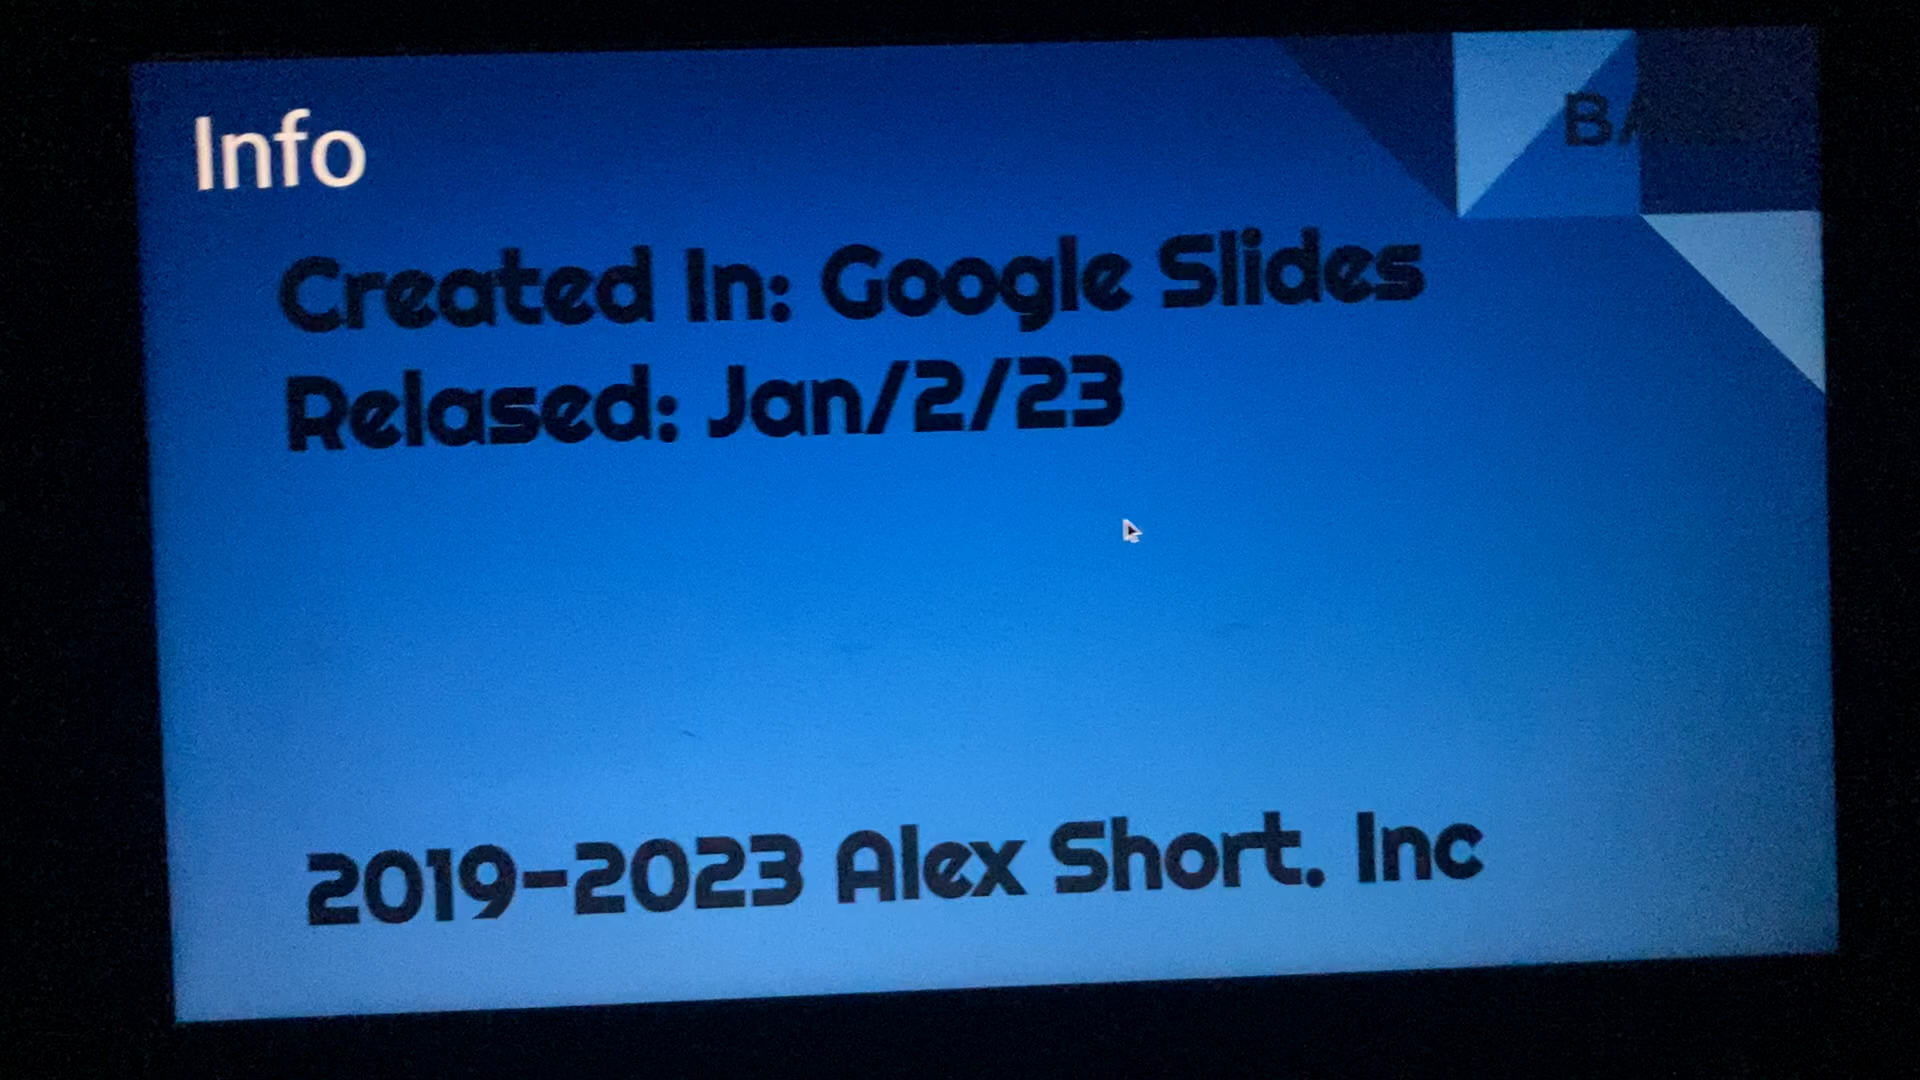 Info
Created In: Google Slides
Relased: Jan/2/23
2019-2023 Alex Short. Inc